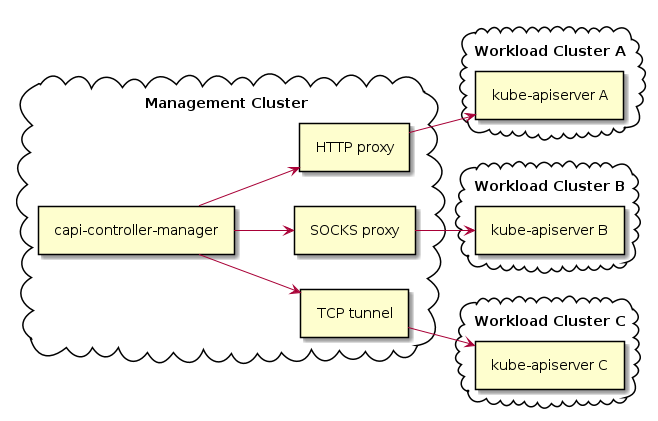 Workload Cluster A
kube-apiserver A
Management Cluster
HTTP proxy
Workload Cluster B
capi-controller-manager
SOCKS proxy
kube-apiserver B
TCP tunnel
Workload Cluster C
kube-apiserver C